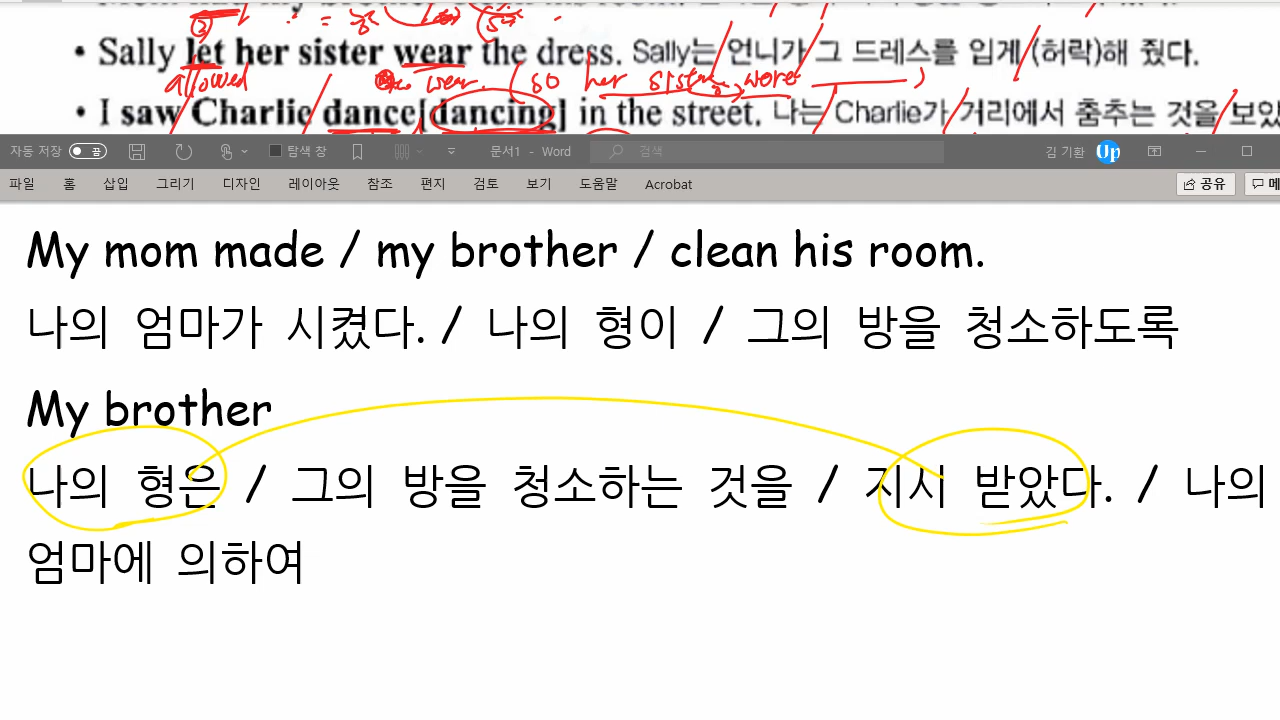 • Sally let her sister wear the dress. Sally는 언니가 그 드레스를 입게 (허락)해 줬다.
allowed wear. so her sister wore
• I saw Charlie dance[dancing] in the street. 나는 Charlie가 거리에서 춤추는 것을 보았
자동 저장 끔 탐색 창 문서1 - Word 검색 김 기환 Up
파일 홈 삽입 그리기 디자인 레이아웃 참조 편지 검토 보기 도움말 Acrobat 공유 메
My mom made / my brother / clean his room.
나의 엄마가 시켰다. / 나의 형이 / 그의 방을 청소하도록
My brother
나의 형은 / 그의 방을 청소하는 것을 / 지시 받았다. / 나의
엄마에 의하여